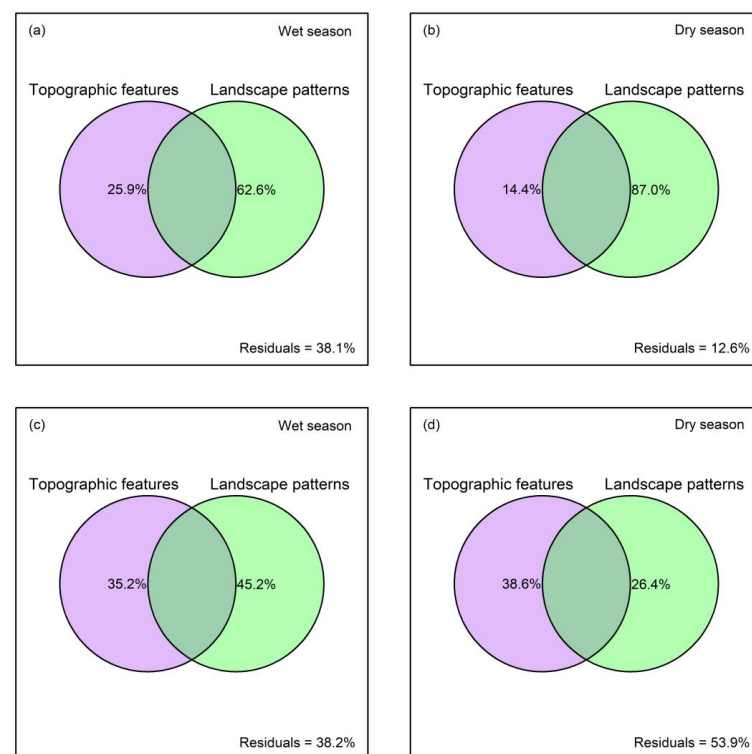 (a) Wet season
Topographic features Landscape patterns
25.9% 62.6%
Residuals = 38.1%
(b) Dry season
Topographic features Landscape patterns
14.4% 87.0%
Residuals = 12.6%
(c) Wet season
Topographic features Landscape patterns
35.2% 45.2%
Residuals = 38.2%
(d) Dry season
Topographic features Landscape patterns
38.6% 26.4%
Residuals = 53.9%